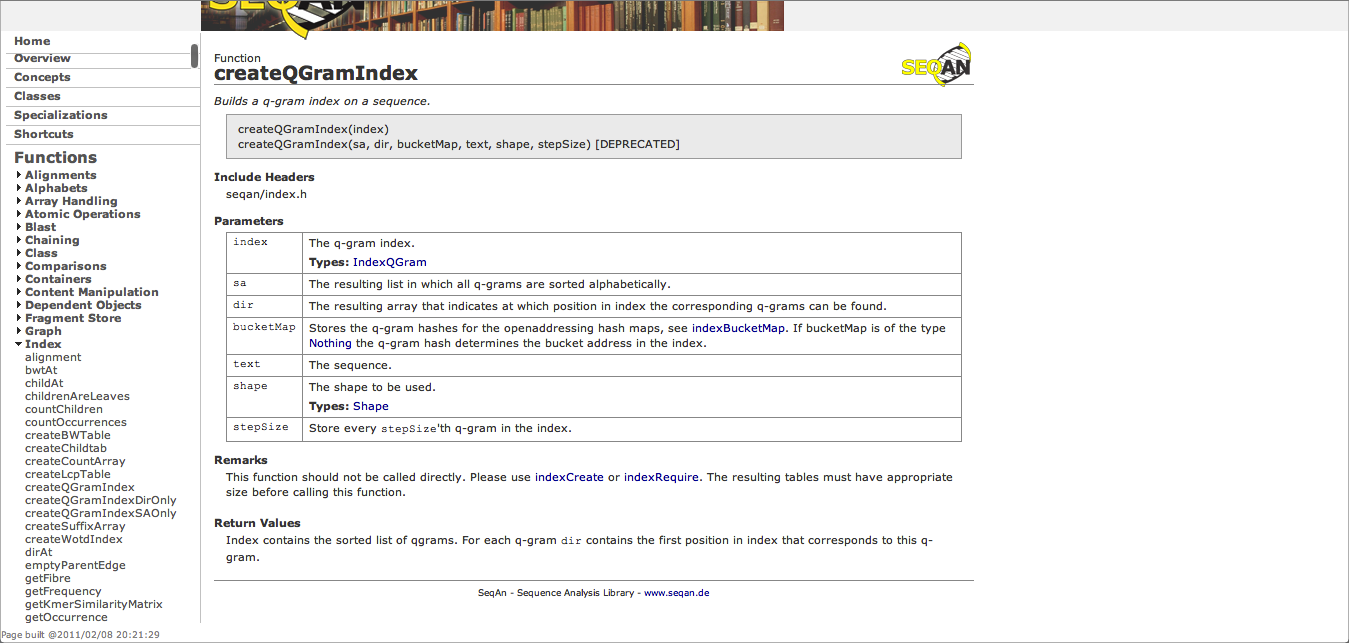 SEQAN
Home
Overview
Concepts
Classes
Specializations
Shortcuts
Functions
Alignments
Alphabets
Array Handling
Atomic Operations
Blast
Chaining
Class
Comparisons
Containers
Content Manipulation
Dependent Objects
Fragment Store
Graph
Index
alignment
bwtAt
childAt
childrenAreLeaves
countChildren
countOccurrences
createBWTable
createChildtab
createCountArray
createLcpTable
createQGramIndex
createQGramIndexDirOnly
createQGramIndexSAOnly
createSuffixArray
createWotdIndex
dirAt
emptyParentEdge
getFibre
getFrequency
getKmerSimilarityMatrix
getOccurrence
Page built @2011/02/08 20:21:29
Function
createQGramIndex
SEQAN
Builds a q-gram index on a sequence.
createQGramIndex(index)
createQGramIndex(sa, dir, bucketMap, text, shape, stepSize) [DEPRECATED]
Include Headers
seqan/index.h
Parameters
index The q-gram index.
Types: IndexQGram
sa The resulting list in which all q-grams are sorted alphabetically.
dir The resulting array that indicates at which position in index the corresponding q-grams can be found.
bucketMap Stores the q-gram hashes for the openaddressing hash maps, see indexBucketMap. If bucketMap is of the type
Nothing the q-gram hash determines the bucket address in the index.
text The sequence.
shape The shape to be used.
Types: Shape
stepSize Store every stepSize'th q-gram in the index.
Remarks
This function should not be called directly. Please use indexCreate or indexRequire. The resulting tables must have appropriate
size before calling this function.
Return Values
Index contains the sorted list of qgrams. For each q-gram dir contains the first position in index that corresponds to this q-
gram.
SeqAn - Sequence Analysis Library - www.seqan.de